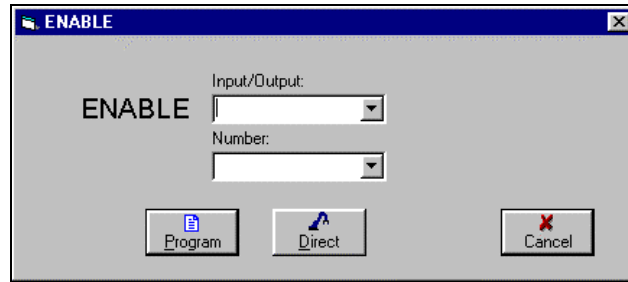 ENABLE
Input/Output:
ENABLE
Number:
Program
Direct
Cancel